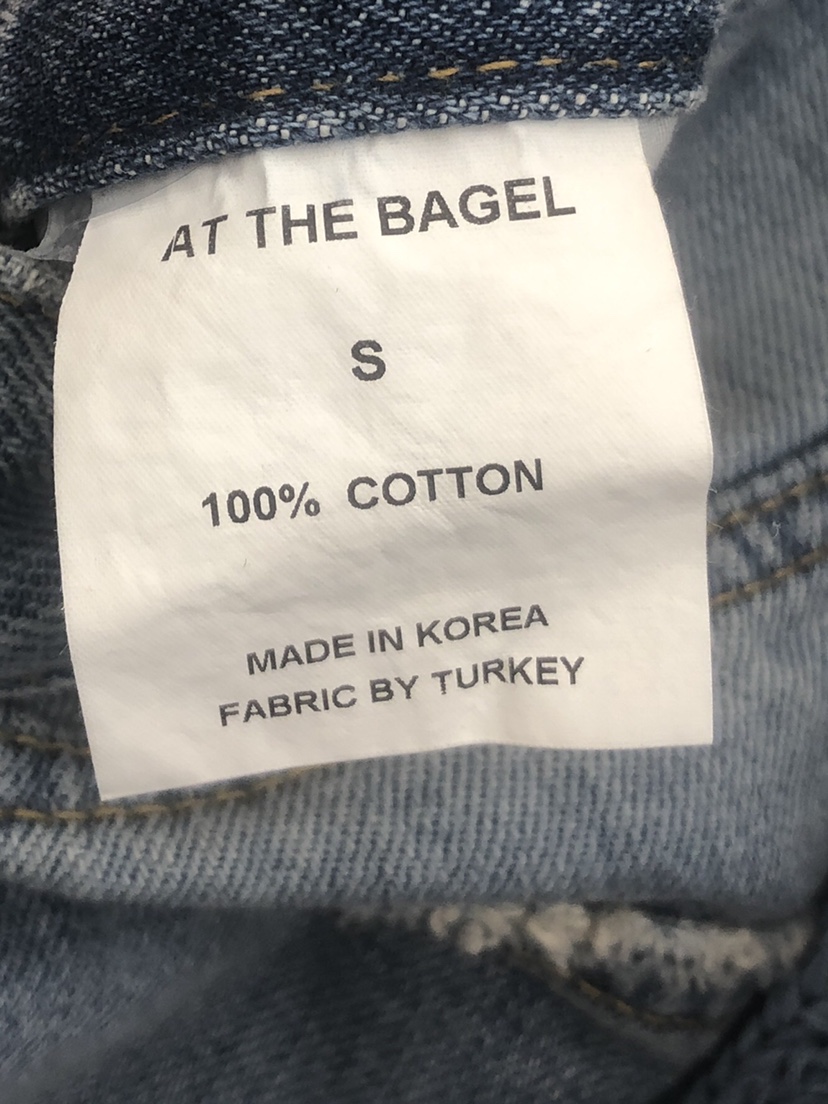 AT THE BAGEL
S
100% COTTON
MADE IN KOREA
FABRIC BY TURKEY